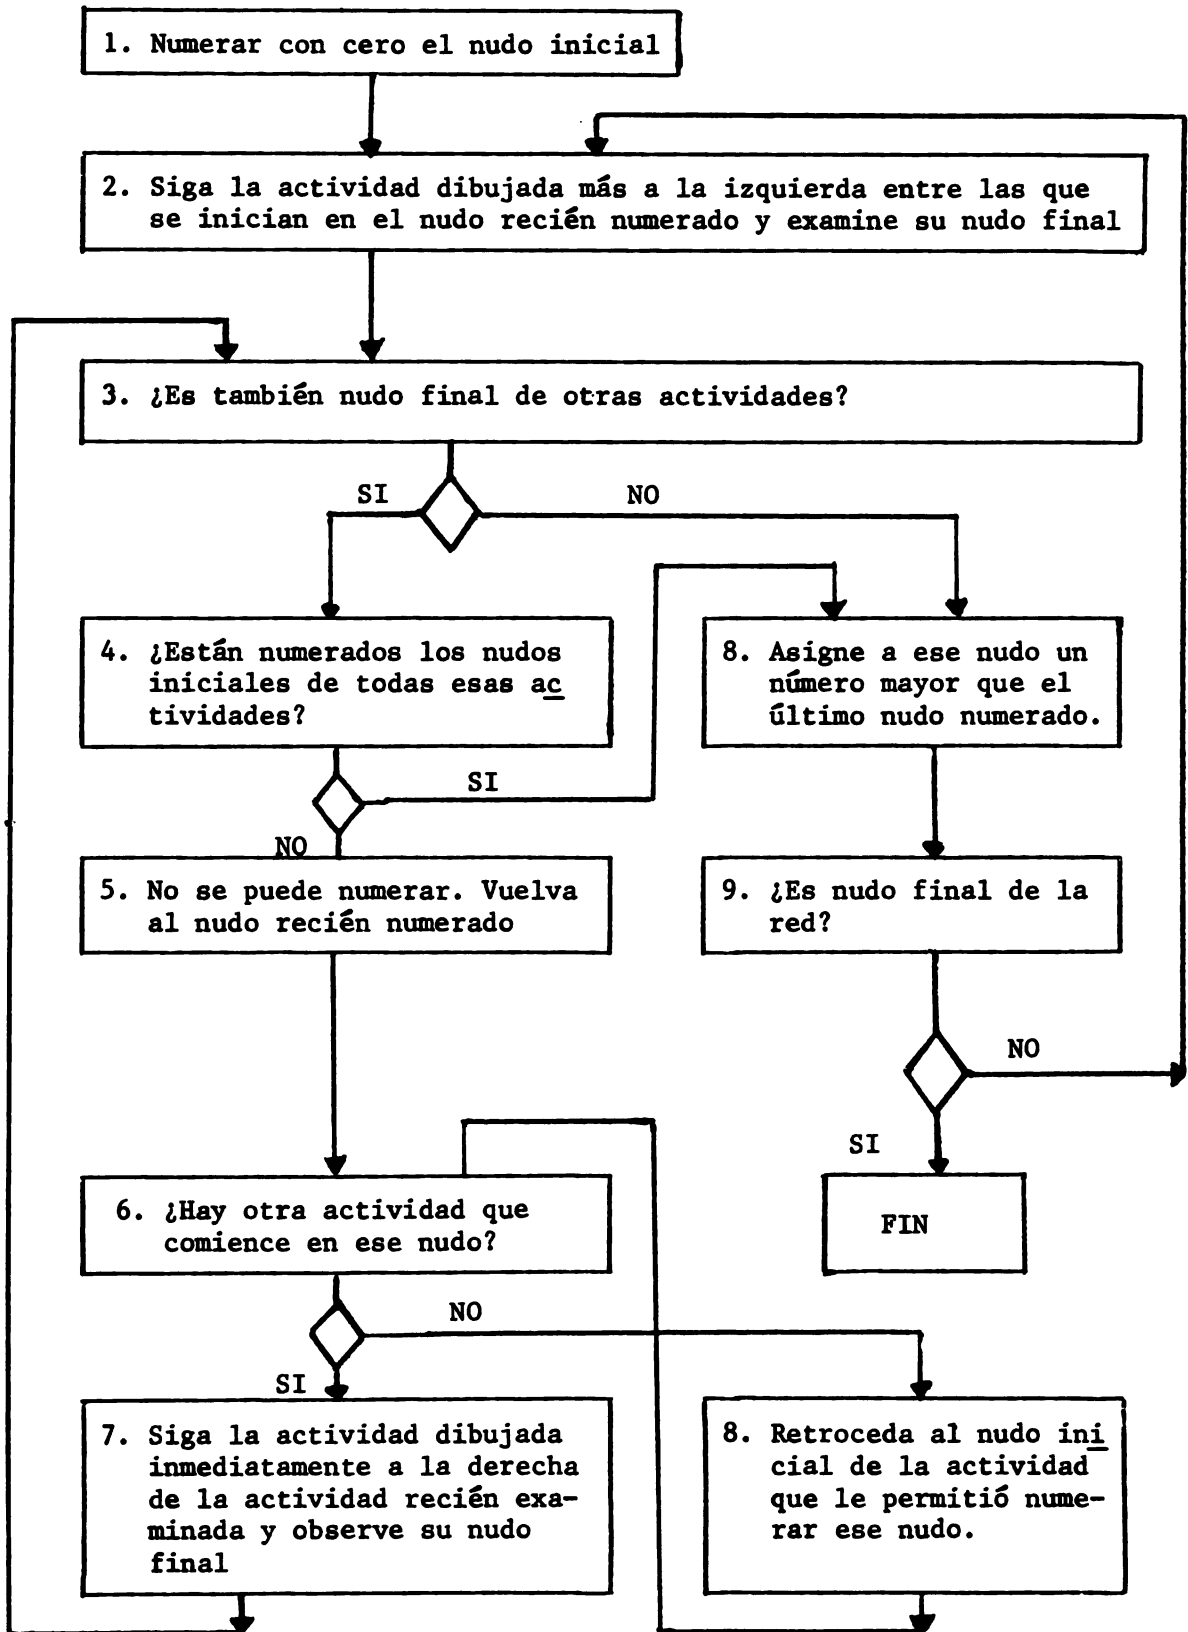 1. Numerar con cero el nudo inicial
2. Siga la actividad dibujada más a la izquierda entre las que
se inician en el nudo recién numerado y examine su nudo final
3. ¿Es también nudo final de otras actividades?
SI
NO
4. ¿Están numerados los nudos
iniciales de todas esas ac
tividades?
SI
NO
8. Asigne a ese nudo un
número mayor que el
último nudo numerado.
5. No se puede numerar. Vuelva
al nudo recién numerado
9. ¿Es nudo final de la
red?
NO
SI
FIN
6. ¿Hay otra actividad que
comience en ese nudo?
NO
SI
7. Siga la actividad dibujada
inmediatamente a la derecha
de la actividad recién exa-
minada y observe su nudo
final
8. Retroceda al nudo ini
cial de la actividad
que le permitió nume-
rar ese nudo.